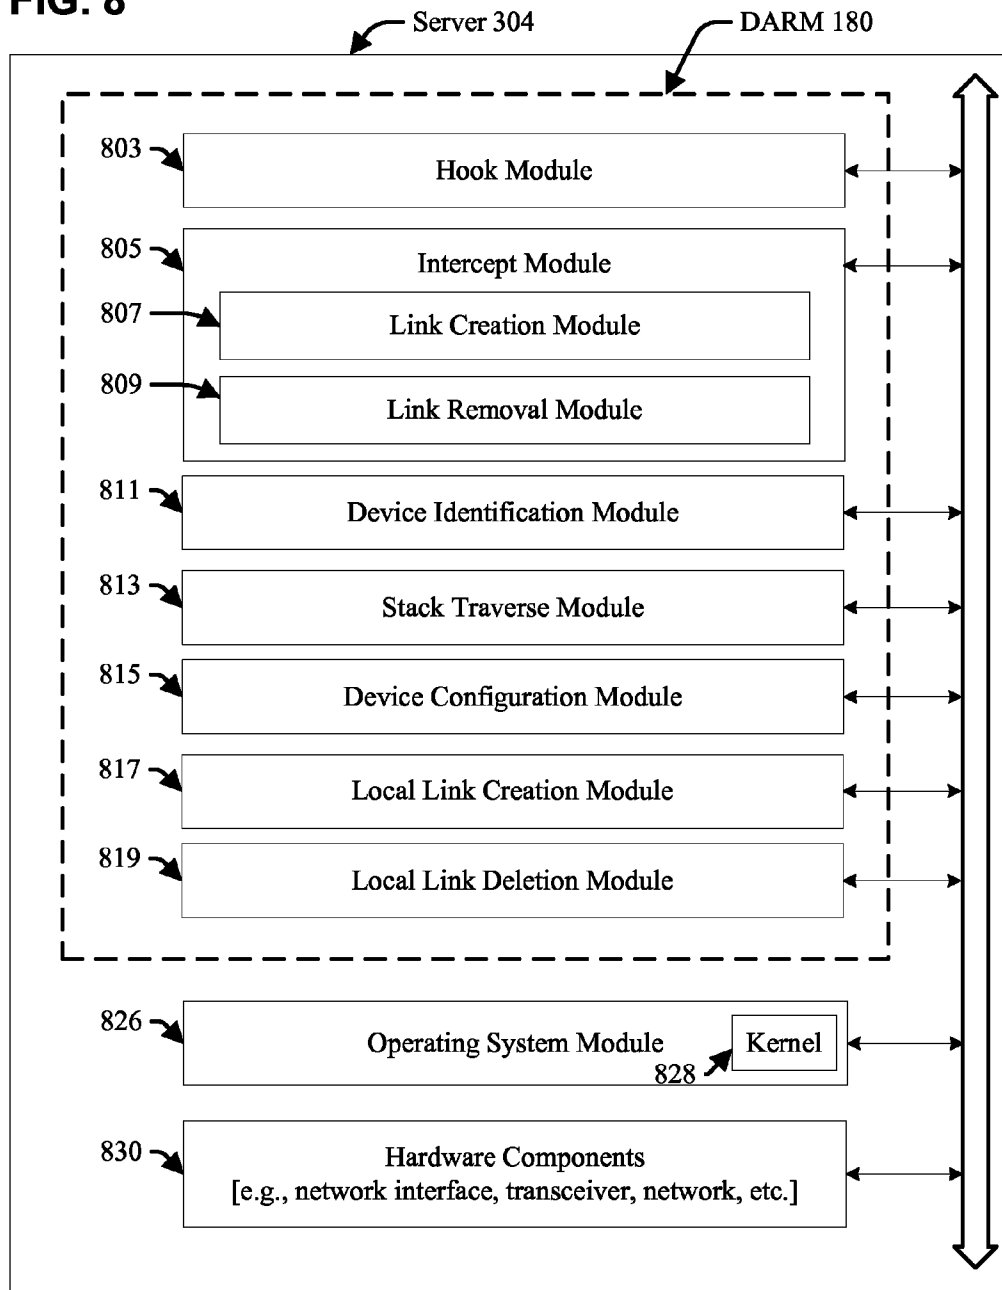 FIG. 8
Server 304
DARM 180
803
Hook Module
805
Intercept Module
807
Link Creation Module
809
Link Removal Module
811
Device Identification Module
813
Stack Traverse Module
815
Device Configuration Module
817
Local Link Creation Module
819
Local Link Deletion Module
826
Operating System Module
Kernel
828
830
Hardware Components
[e.g., network interface, transceiver, network, etc.]